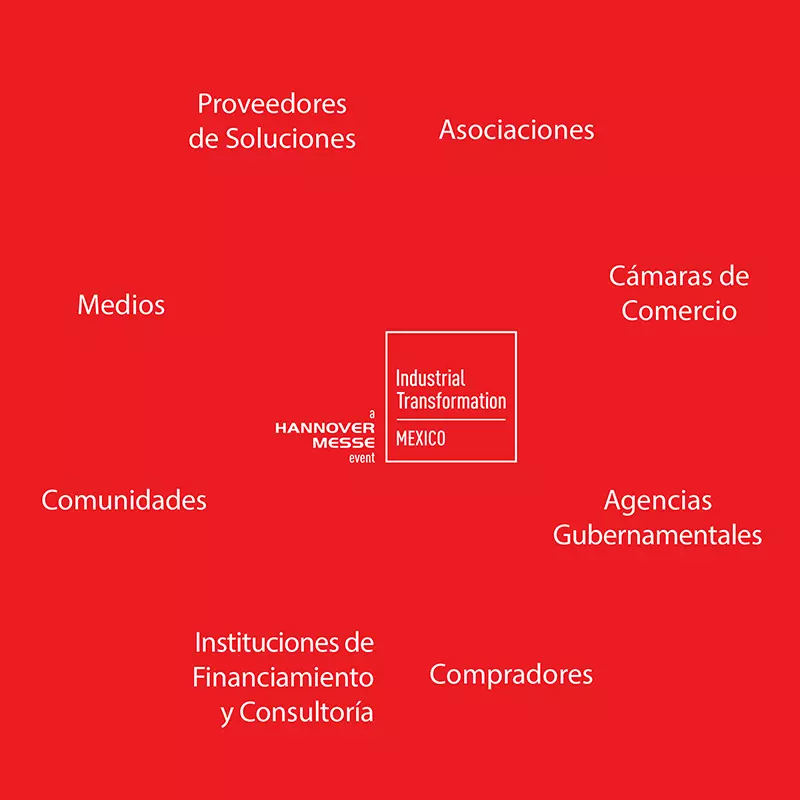 Proveedores
de Soluciones
Asociaciones
Medios
Cámaras de
Comercio
a
HANNOVER
MESSE
event
Industrial
Transformation
MEXICO
Comunidades
Agencias
Gubernamentales
Instituciones de
Financiamiento
y Consultoría
Compradores